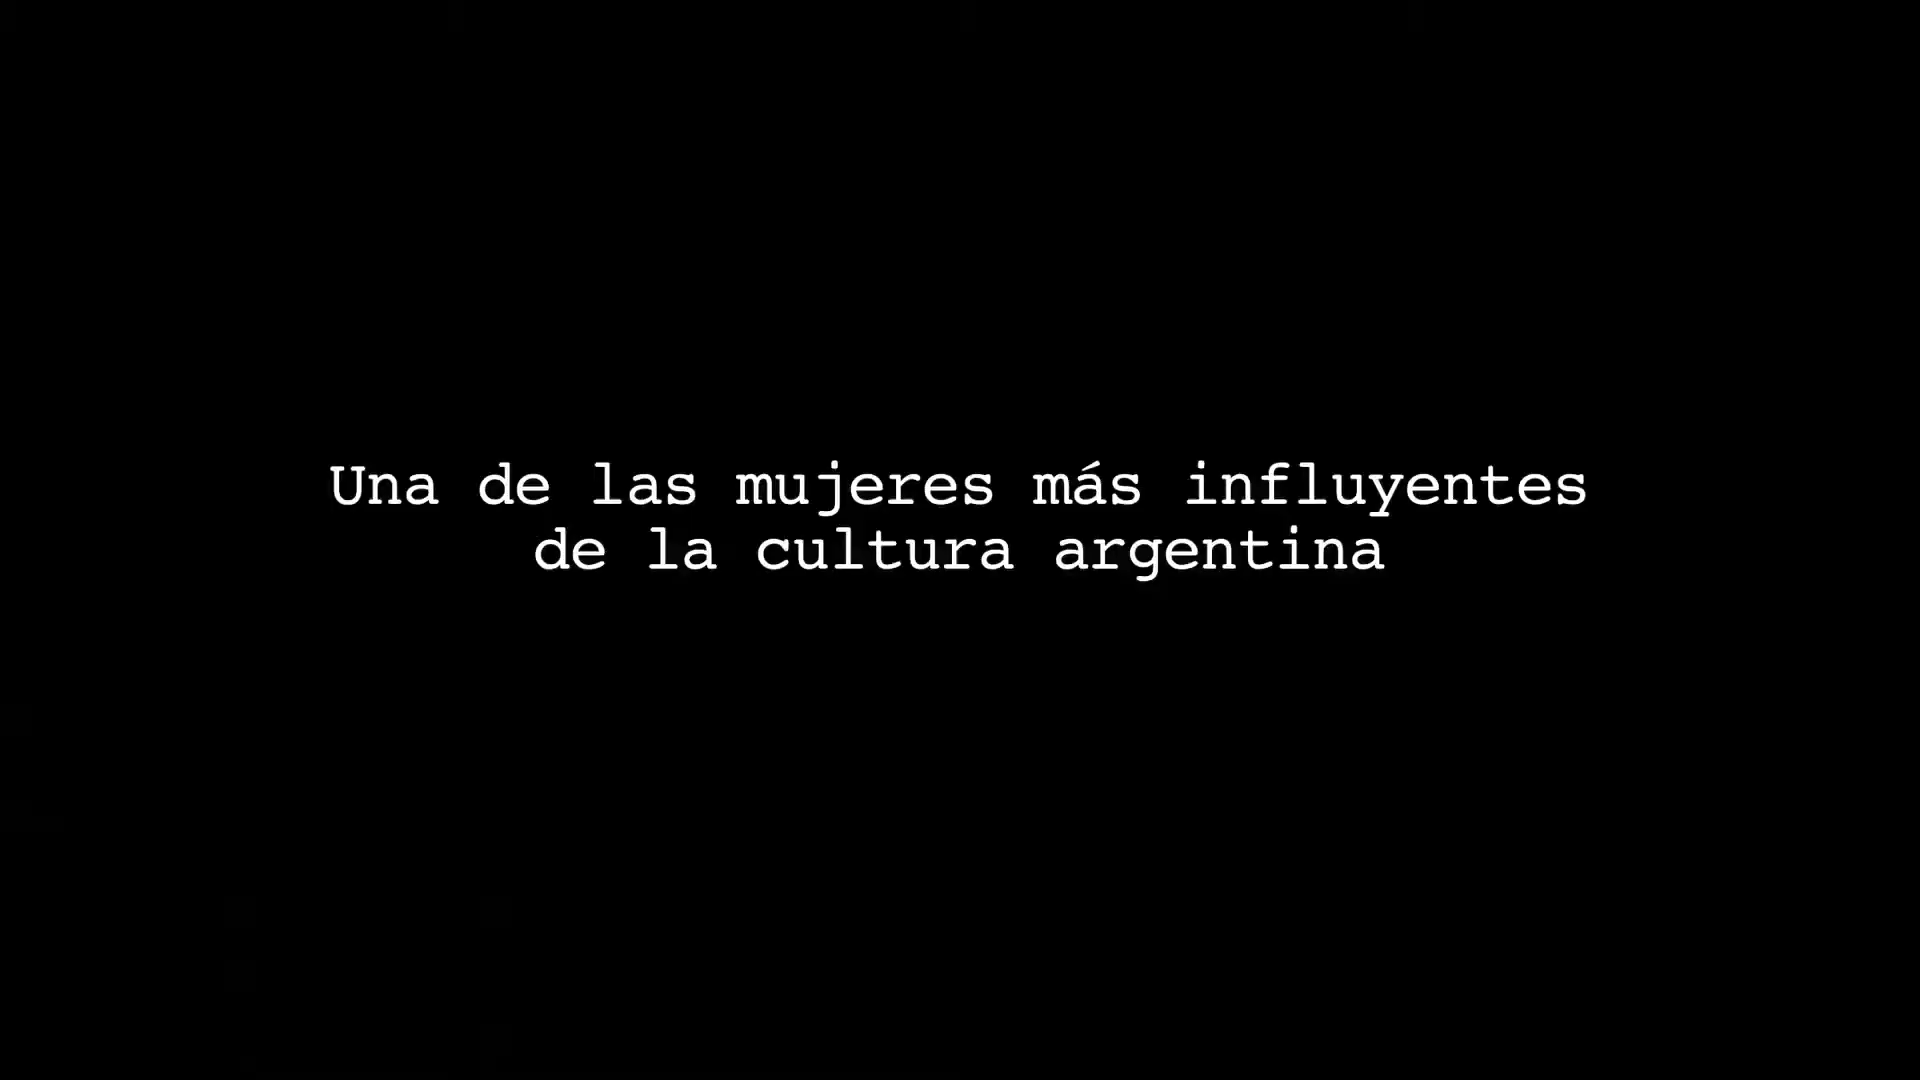 Una de las mujeres más influyentes
de la cultura argentina